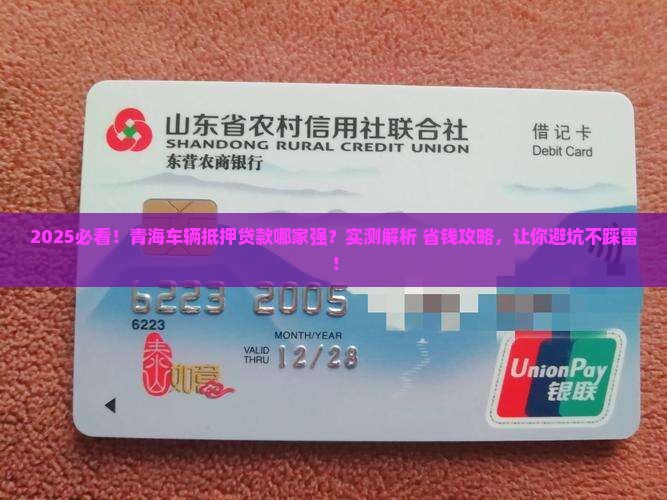 山东省农村信用社联合社
SHANDONG RURAL CREDIT UNION
东营农商银行
借记卡
Debit Card
2025必看！青海车辆抵押贷款哪家强？实测解析 省钱攻略，让你避坑不踩雷
！
6223 2005
6223
MONTH/YEAR
VALID
THRU 12/28
泰山如意
UnionPay
银联